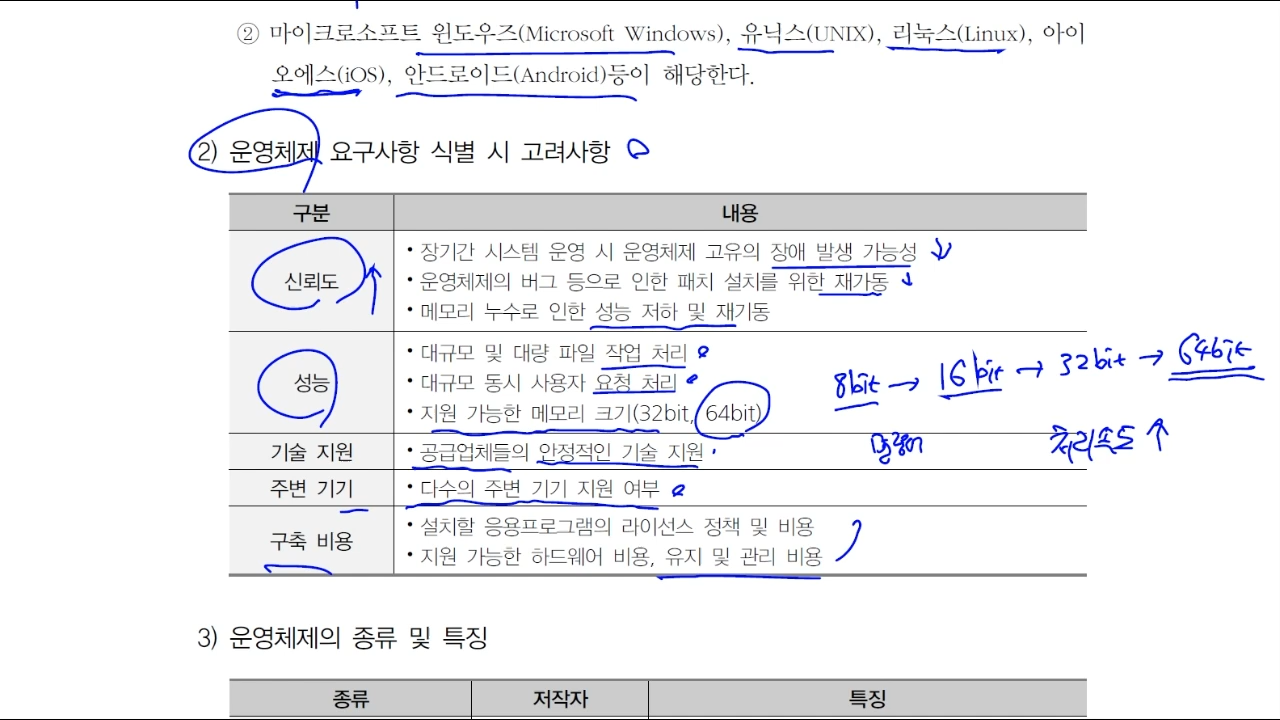 ② 마이크로소프트 윈도우즈(Microsoft Windows), 유닉스(UNIX), 리눅스(Linux), 아이
오에스(iOS), 안드로이드(Android)등이 해당한다.
2) 운영체제 요구사항 식별 시 고려사항
구분 내용
신뢰도
• 장기간 시스템 운영 시 운영체제 고유의 장애 발생 가능성 ↓
• 운영체제의 버그 등으로 인한 패치 설치를 위한 재가동 ↓
• 메모리 누수로 인한 성능 저하 및 재기동
성능
• 대규모 및 대량 파일 작업 처리
• 대규모 동시 사용자 요청 처리
• 지원 가능한 메모리 크기(32bit, 64bit)
8bit → 16bit → 32bit → 64bit
처리속도 ↑
기술 지원 • 공급업체들의 안정적인 기술 지원
주변 기기 • 다수의 주변 기기 지원 여부
구축 비용
• 설치할 응용프로그램의 라이선스 정책 및 비용
• 지원 가능한 하드웨어 비용, 유지 및 관리 비용
3) 운영체제의 종류 및 특징
종류 저작자 특징